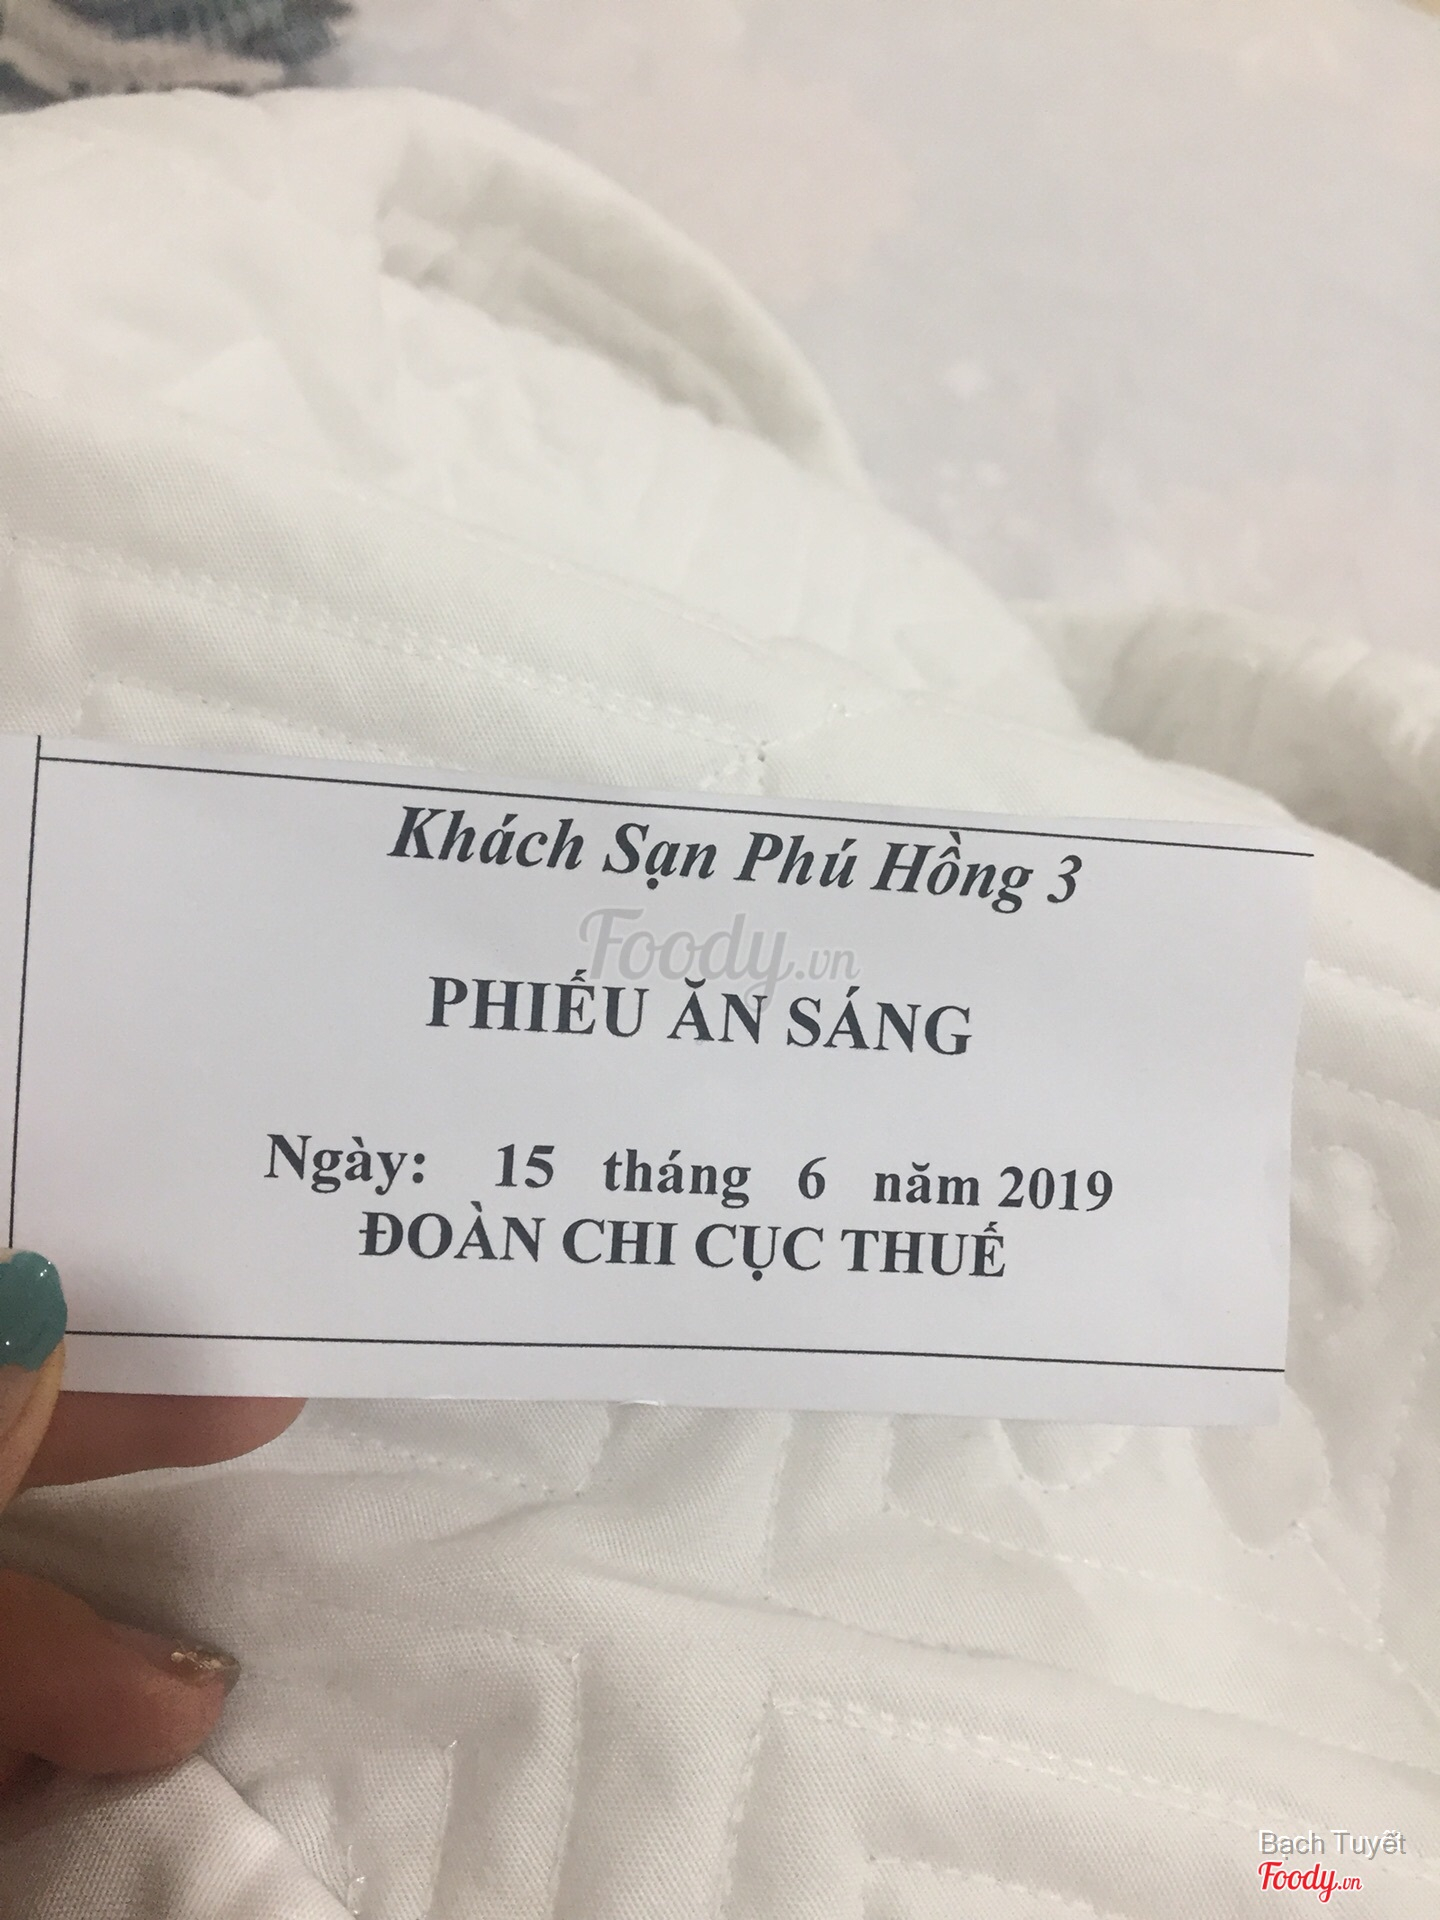 Khách Sạn Phú Hồng 3
Foody.vn
PHIẾU ĂN SÁNG
Ngày: 15 tháng 6 năm 2019
ĐOÀN CHI CỤC THUẾ
Bạch Tuyết
Foody.vn